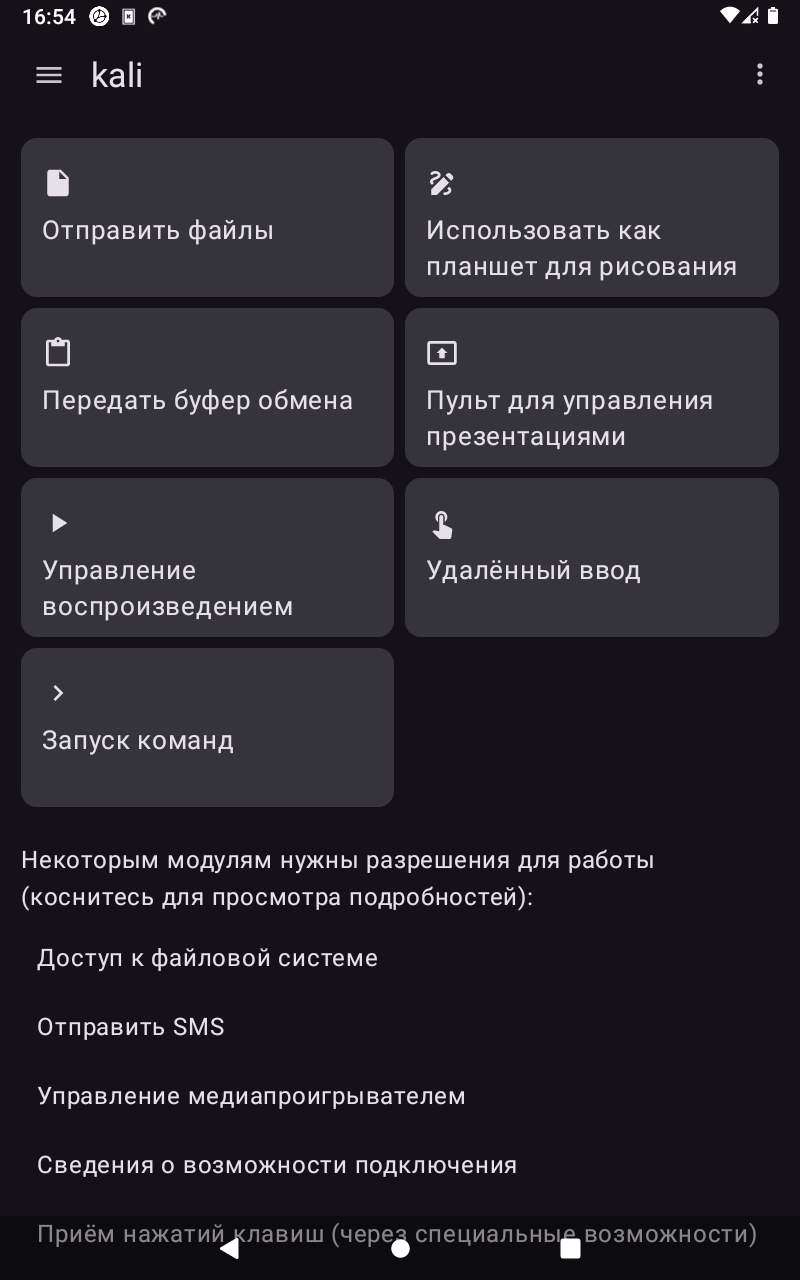 16:54
kali
Отправить файлы
Использовать как
планшет для рисования
Передать буфер обмена
Пульт для управления
презентациями
Управление
воспроизведением
Удалённый ввод
Запуск команд
Некоторым модулям нужны разрешения для работы
(коснитесь для просмотра подробностей):
Доступ к файловой системе
Отправить SMS
Управление медиапроигрывателем
Сведения о возможности подключения
Приём нажатий клавиш (через специальные возможности)